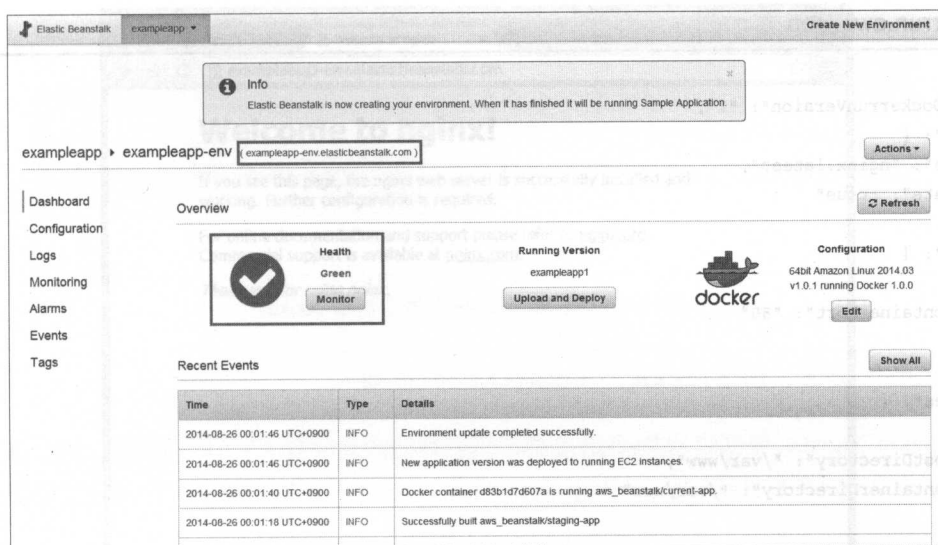 Elastic Beanstalk
exampleapp
Create New Environment
Info
Elastic Beanstalk is now creating your environment. When it has finished it will be running Sample Application.
exampleapp ▸ exampleapp-env ( exampleapp-env.elasticbeanstalk.com )
Actions
Dashboard
Configuration
Logs
Monitoring
Alarms
Events
Tags
Overview
Refresh
Health
Green
Monitor
Running Version
exampleapp1
Upload and Deploy
docker
Configuration
64bit Amazon Linux 2014.03
v1.0.1 running Docker 1.0.0
Edit
Recent Events
Show All
Time Type Details
2014-08-26 00:01:46 UTC+0900 INFO Environment update completed successfully.
2014-08-26 00:01:46 UTC+0900 INFO New application version was deployed to running EC2 instances.
2014-08-26 00:01:40 UTC+0900 INFO Docker container d83b1d7d607a is running aws_beanstalk/current-app.
2014-08-26 00:01:18 UTC+0900 INFO Successfully built aws_beanstalk/staging-app